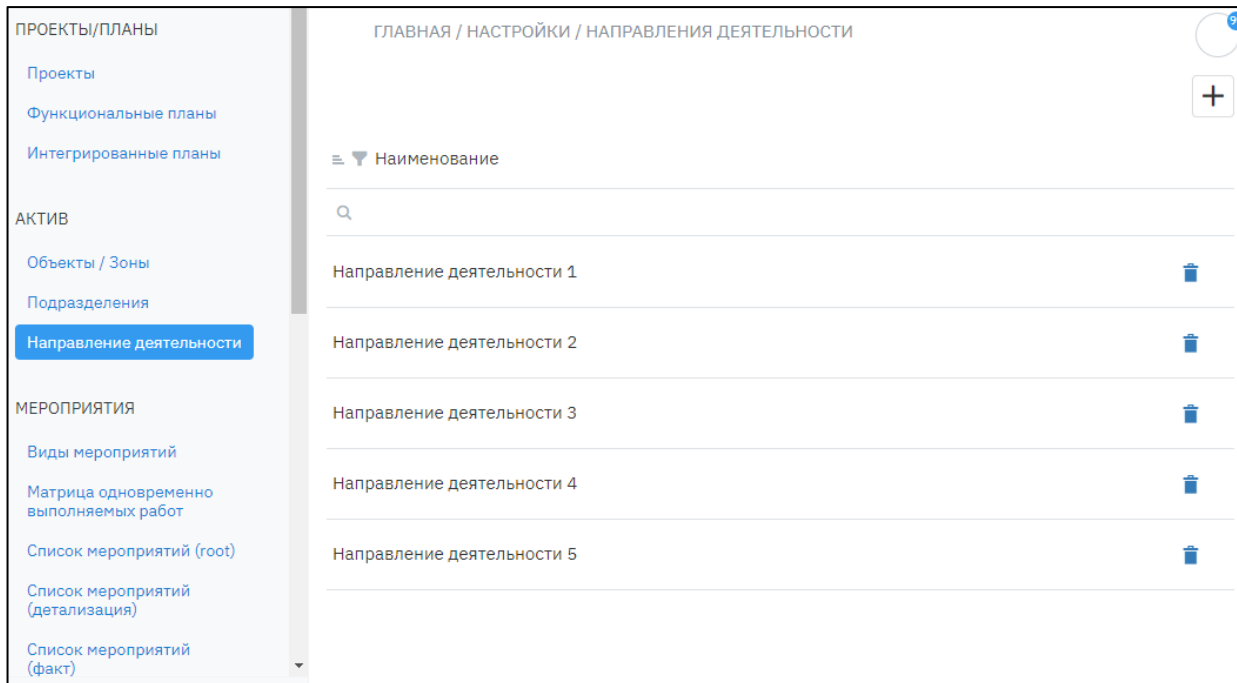 ПРОЕКТЫ/ПЛАНЫ
Проекты
Функциональные планы
Интегрированные планы
АКТИВ
Объекты / Зоны
Подразделения
Направление деятельности
МЕРОПРИЯТИЯ
Виды мероприятий
Матрица одновременно
выполняемых работ
Список мероприятий (root)
Список мероприятий
(детализация)
Список мероприятий
(факт)
ГЛАВНАЯ / НАСТРОЙКИ / НАПРАВЛЕНИЯ ДЕЯТЕЛЬНОСТИ
Наименование
Направление деятельности 1
Направление деятельности 2
Направление деятельности 3
Направление деятельности 4
Направление деятельности 5